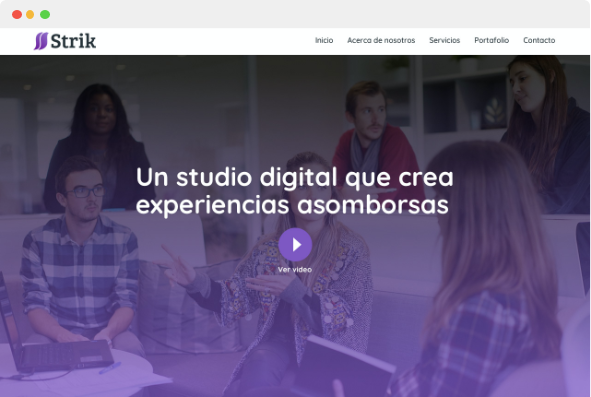 Strik
Inicio Acerca de nosotros Servicios Portafolio Contacto
Un studio digital que crea
experiencias asomborsas
Ver video